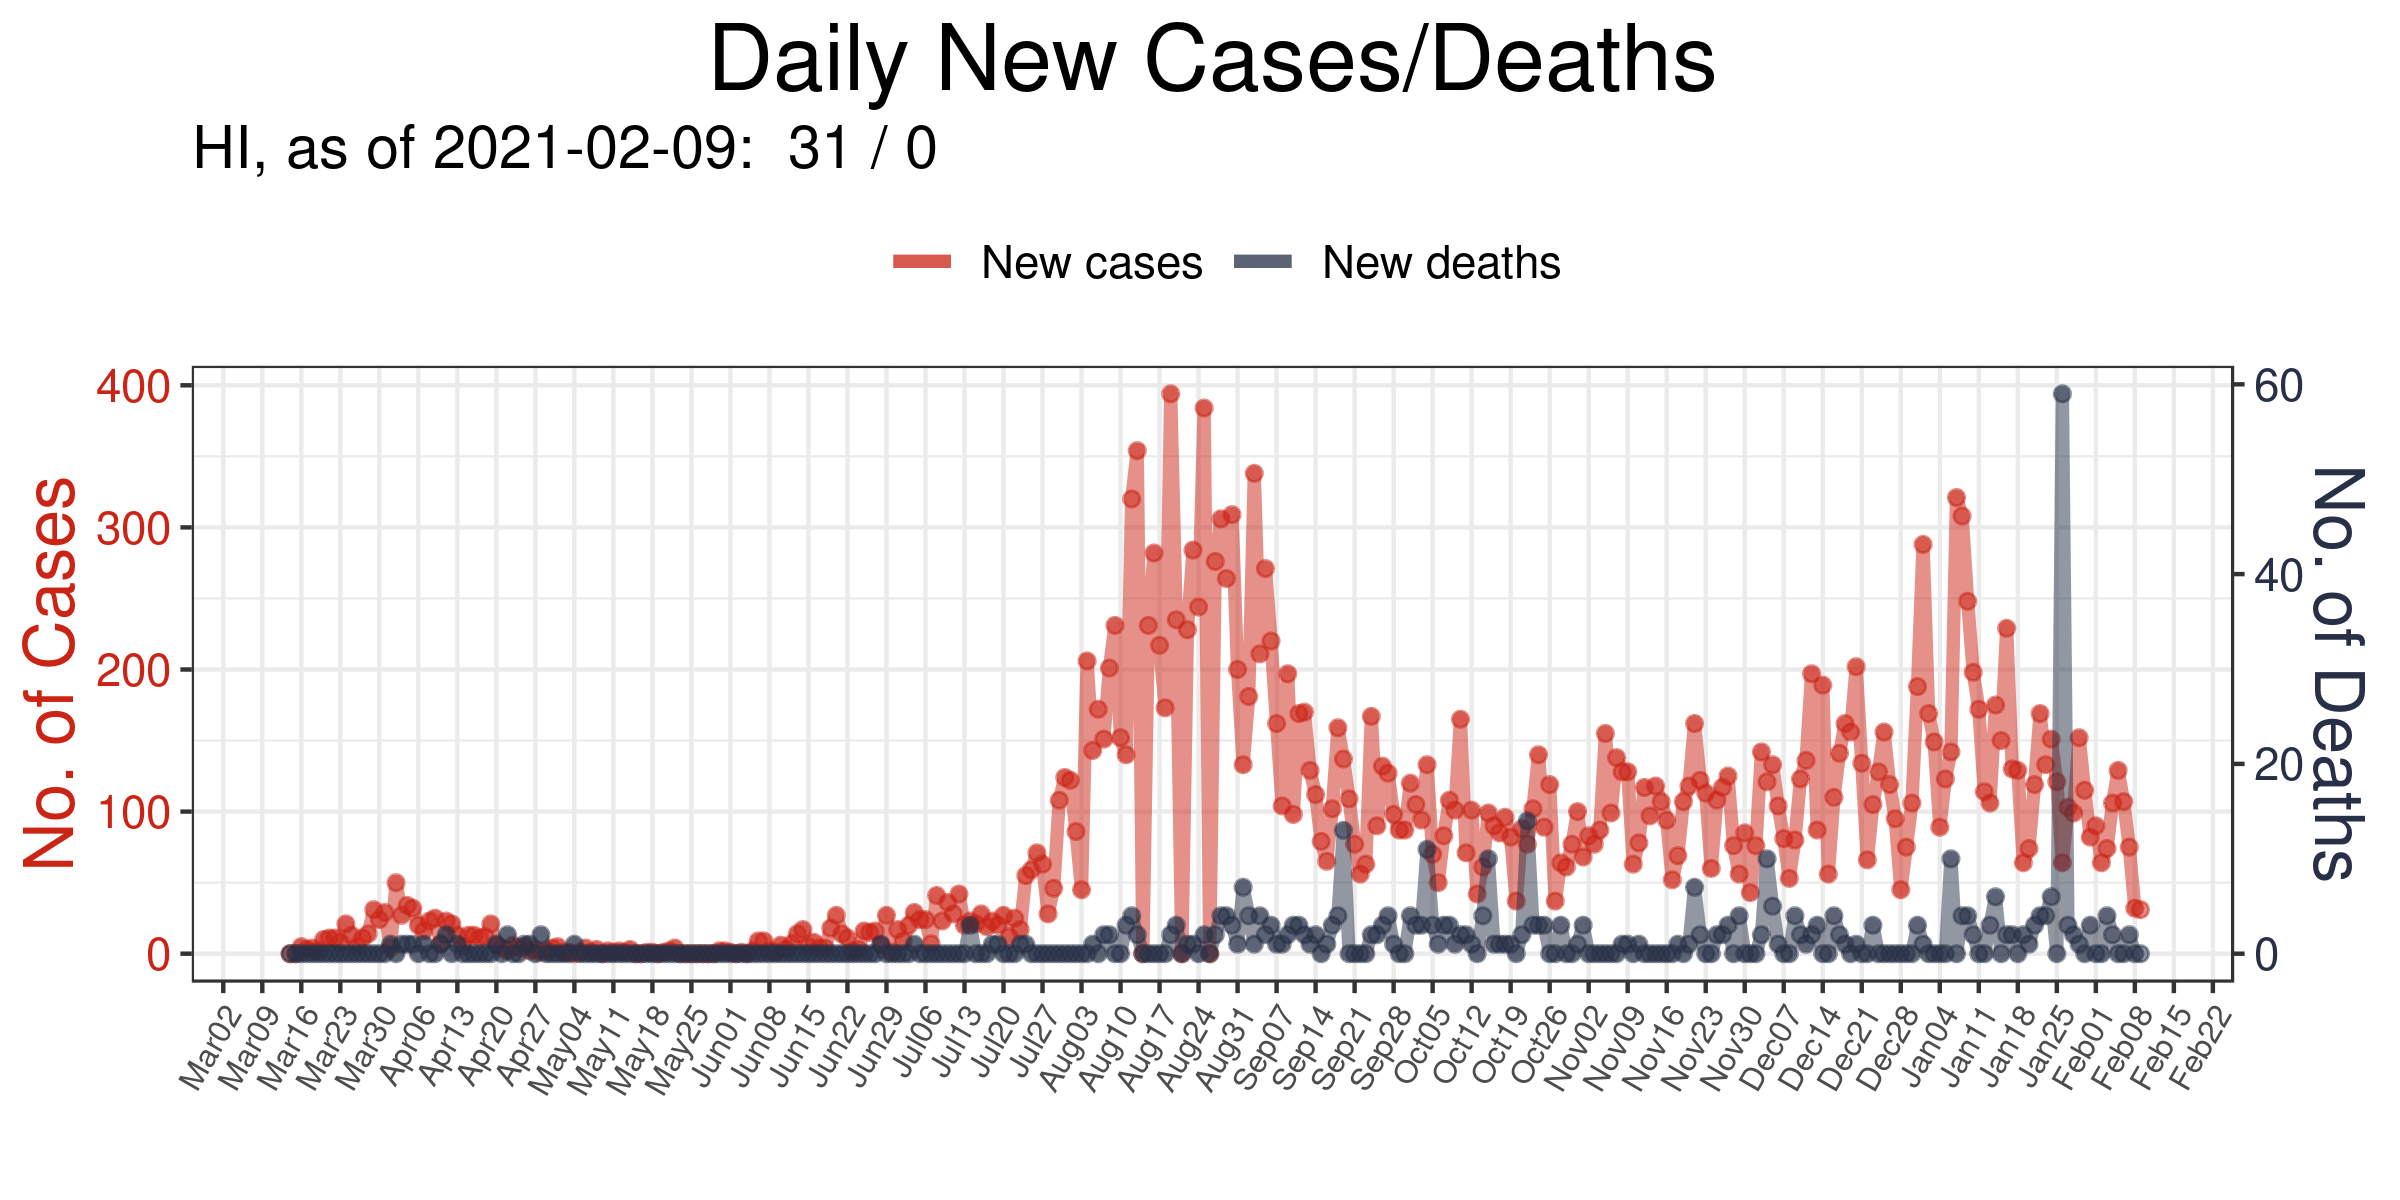 Daily New Cases/Deaths
HI, as of 2021-02-09:  31 / 0
New cases
New deaths
No. of Cases
400
300
200
100
0
60
40
20
0
No. of Deaths
Mar02
Mar09
Mar16
Mar23
Mar30
Apr06
Apr13
Apr20
Apr27
May04
May11
May18
May25
Jun01
Jun08
Jun15
Jun22
Jun29
Jul06
Jul13
Jul20
Jul27
Aug03
Aug10
Aug17
Aug24
Aug31
Sep07
Sep14
Sep21
Sep28
Oct05
Oct12
Oct19
Oct26
Nov02
Nov09
Nov16
Nov23
Nov30
Dec07
Dec14
Dec21
Dec28
Jan04
Jan11
Jan18
Jan25
Feb01
Feb08
Feb15
Feb22